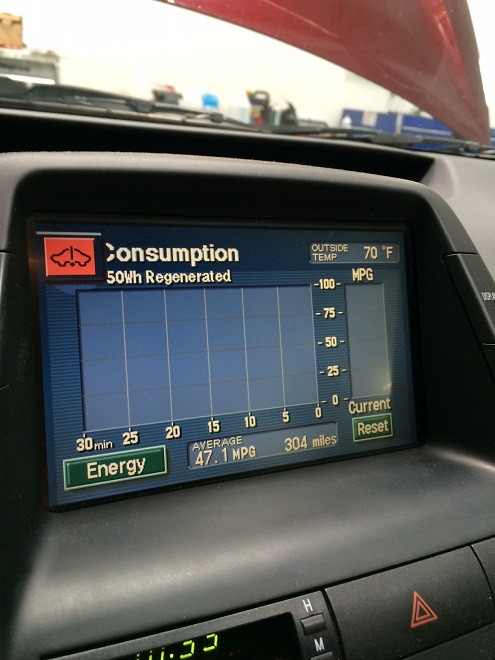 Consumption
50Wh Regenerated
OUTSIDE TEMP 70 °F
MPG
100
75
50
25
0
30 min 25 20 15 10 5 0
Current
Reset
Energy
AVERAGE
47.1 MPG 304 miles
H
M